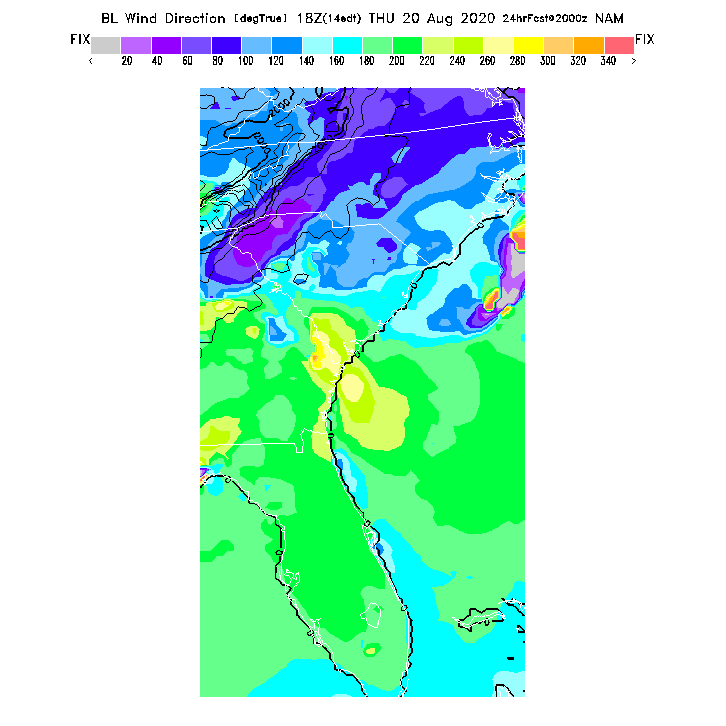 BL Wind Direction [degTrue] 18Z(14edt) THU 20 Aug 2020 24hrFcst@2000z NAM
FIX FIX
< 20 40 60 80 100 120 140 160 180 200 220 240 260 280 300 320 340 >
2000
T